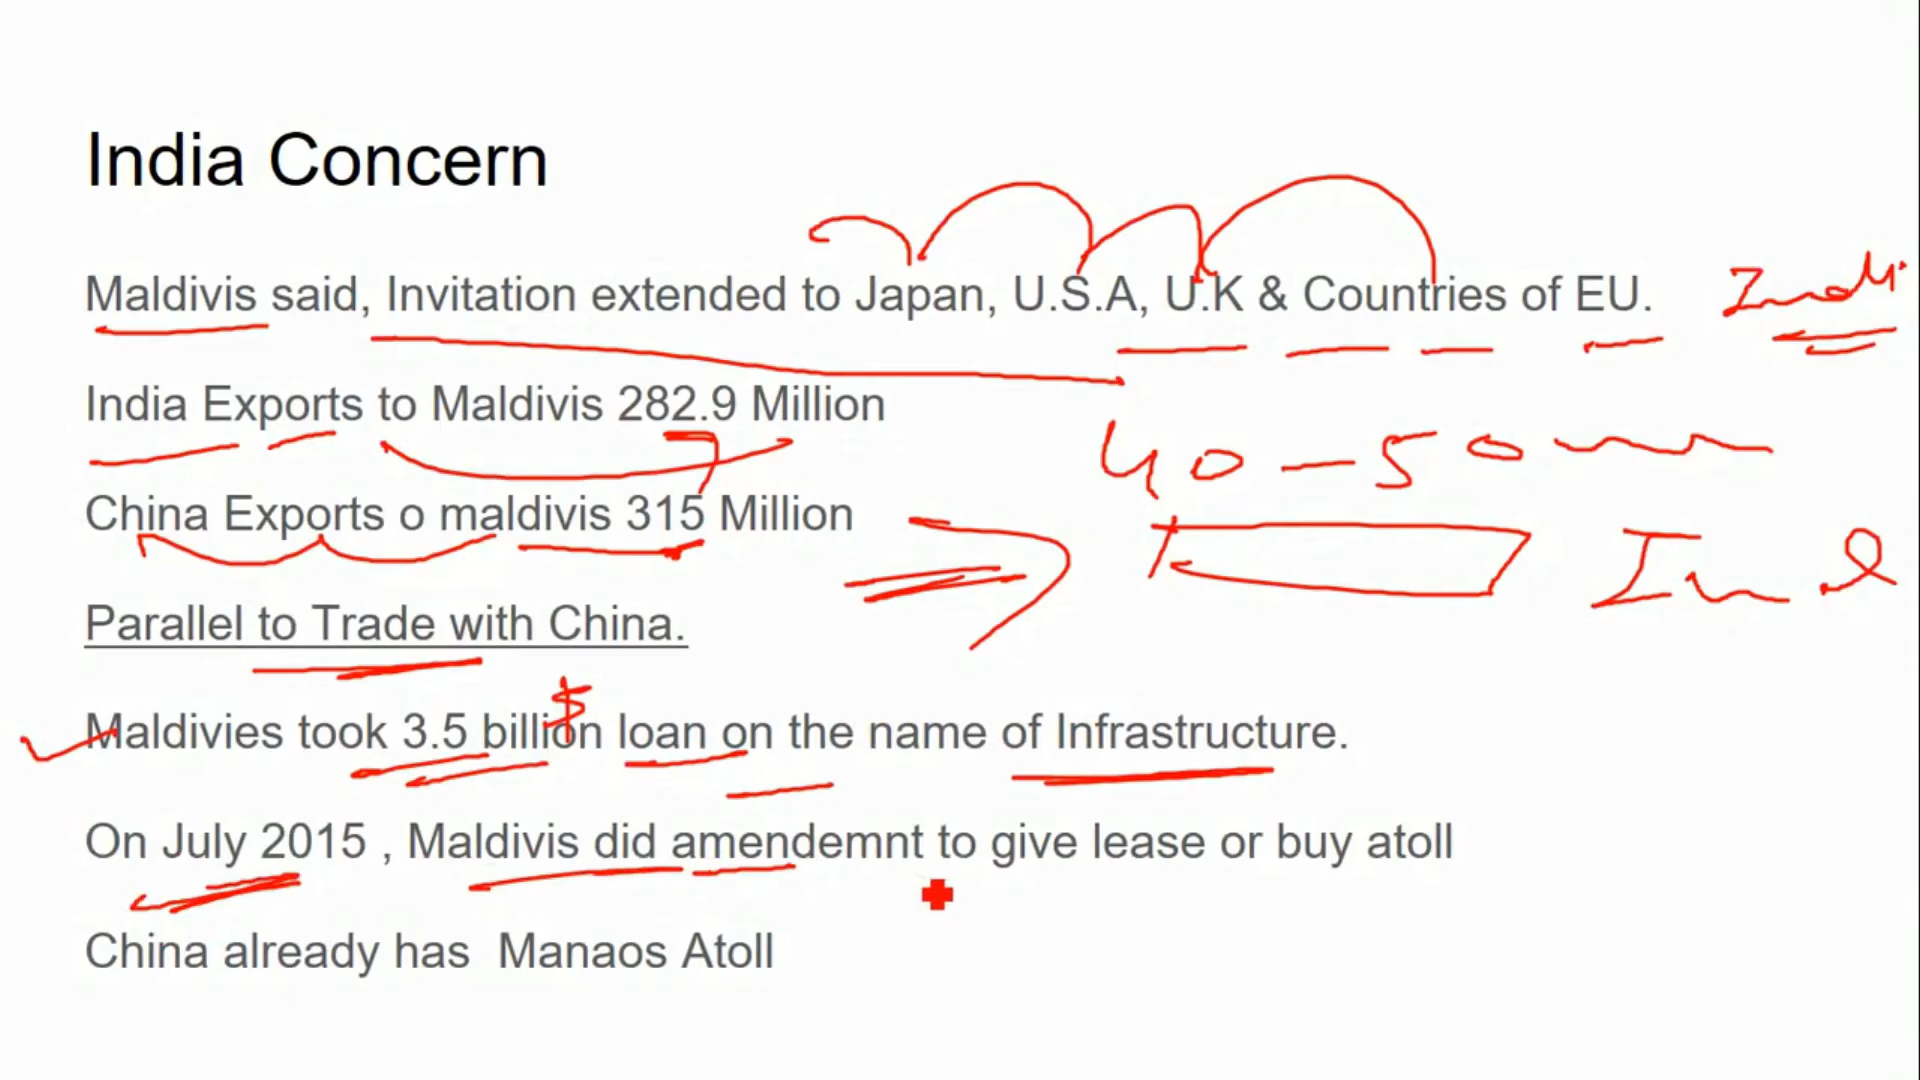 India Concern
Maldivis said, Invitation extended to Japan, U.S.A, U.K & Countries of EU.
India Exports to Maldivis 282.9 Million
40 - 50
China Exports o maldivis 315 Million
Ind
Parallel to Trade with China.
$
Maldivies took 3.5 billion loan on the name of Infrastructure.
On July 2015 , Maldivis did amendemnt to give lease or buy atoll
China already has Manaos Atoll